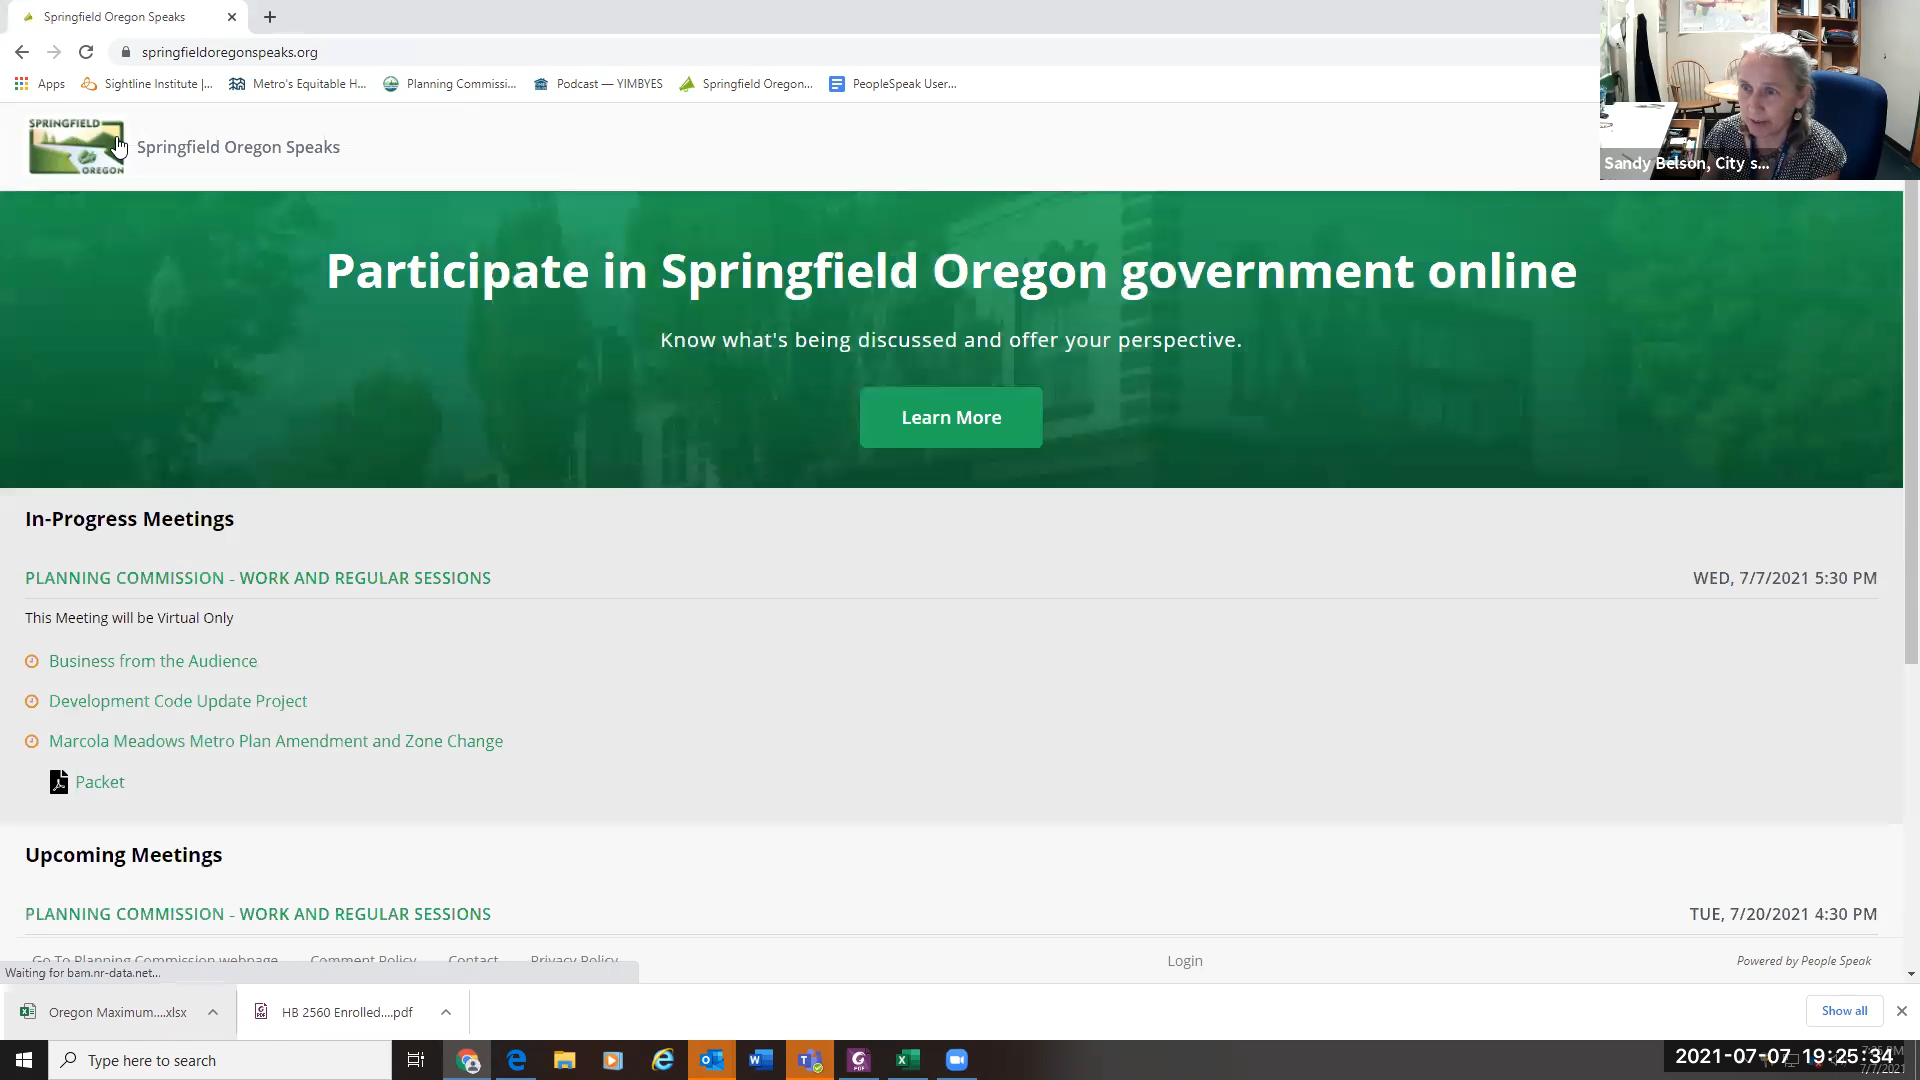 Springfield Oregon Speaks
springfieldoregonspeaks.org
Apps
Sightline Institute |...
Metro's Equitable H...
Planning Commissi...
Podcast — YIMBYES
Springfield Oregon...
PeopleSpeak User...
SPRINGFIELD
OREGON
Springfield Oregon Speaks
Sandy Belson, City s...
Participate in Springfield Oregon government online
Know what's being discussed and offer your perspective.
Learn More
In-Progress Meetings
PLANNING COMMISSION - WORK AND REGULAR SESSIONS
WED, 7/7/2021 5:30 PM
This Meeting will be Virtual Only
Business from the Audience
Development Code Update Project
Marcola Meadows Metro Plan Amendment and Zone Change
Packet
Upcoming Meetings
PLANNING COMMISSION - WORK AND REGULAR SESSIONS
TUE, 7/20/2021 4:30 PM
Go To Planning Commission webpage
Comment Policy
Contact
Privacy Policy
Login
Powered by People Speak
Waiting for bam.nr-data.net...
Oregon Maximum....xlsx
HB 2560 Enrolled....pdf
Show all
Type here to search
2021-07-07 19:25:34
7/7/2021